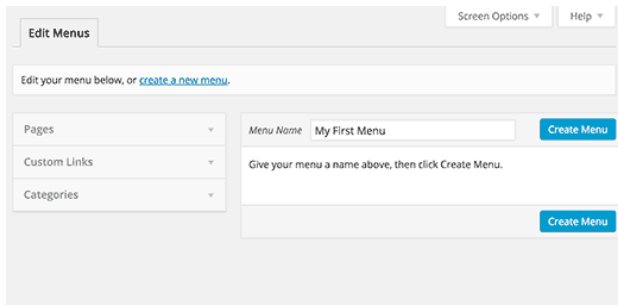 Screen Options Help
Edit Menus
Edit your menu below, or create a new menu.
Pages
Custom Links
Categories
Menu Name My First Menu Create Menu
Give your menu a name above, then click Create Menu.
Create Menu